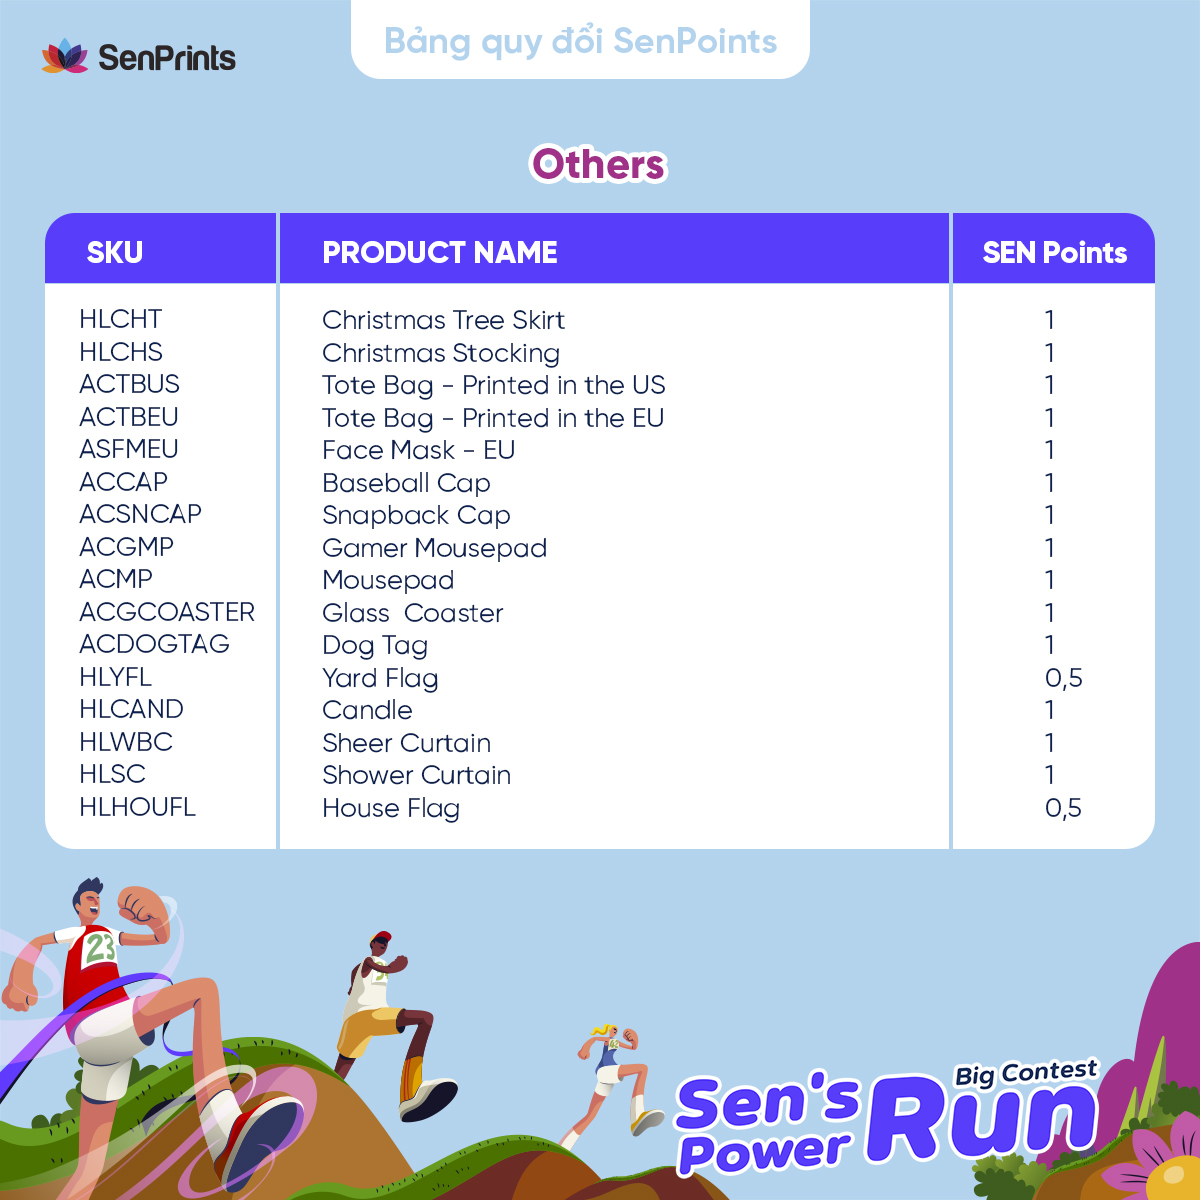 SenPrints
Bảng quy đổi SenPoints
Others
SKU PRODUCT NAME SEN Points
HLCHT Christmas Tree Skirt 1
HLCHS Christmas Stocking 1
ACTBUS Tote Bag - Printed in the US 1
ACTBEU Tote Bag - Printed in the EU 1
ASFMEU Face Mask - EU 1
ACCAP Baseball Cap 1
ACSNCAP Snapback Cap 1
ACGMP Gamer Mousepad 1
ACMP Mousepad 1
ACGCOASTER Glass Coaster 1
ACDOGTAG Dog Tag 1
HLYFL Yard Flag 0,5
HLCAND Candle 1
HLWBC Sheer Curtain 1
HLSC Shower Curtain 1
HLHOUFL House Flag 0,5
23
Big Contest
Sen's
Power
Run